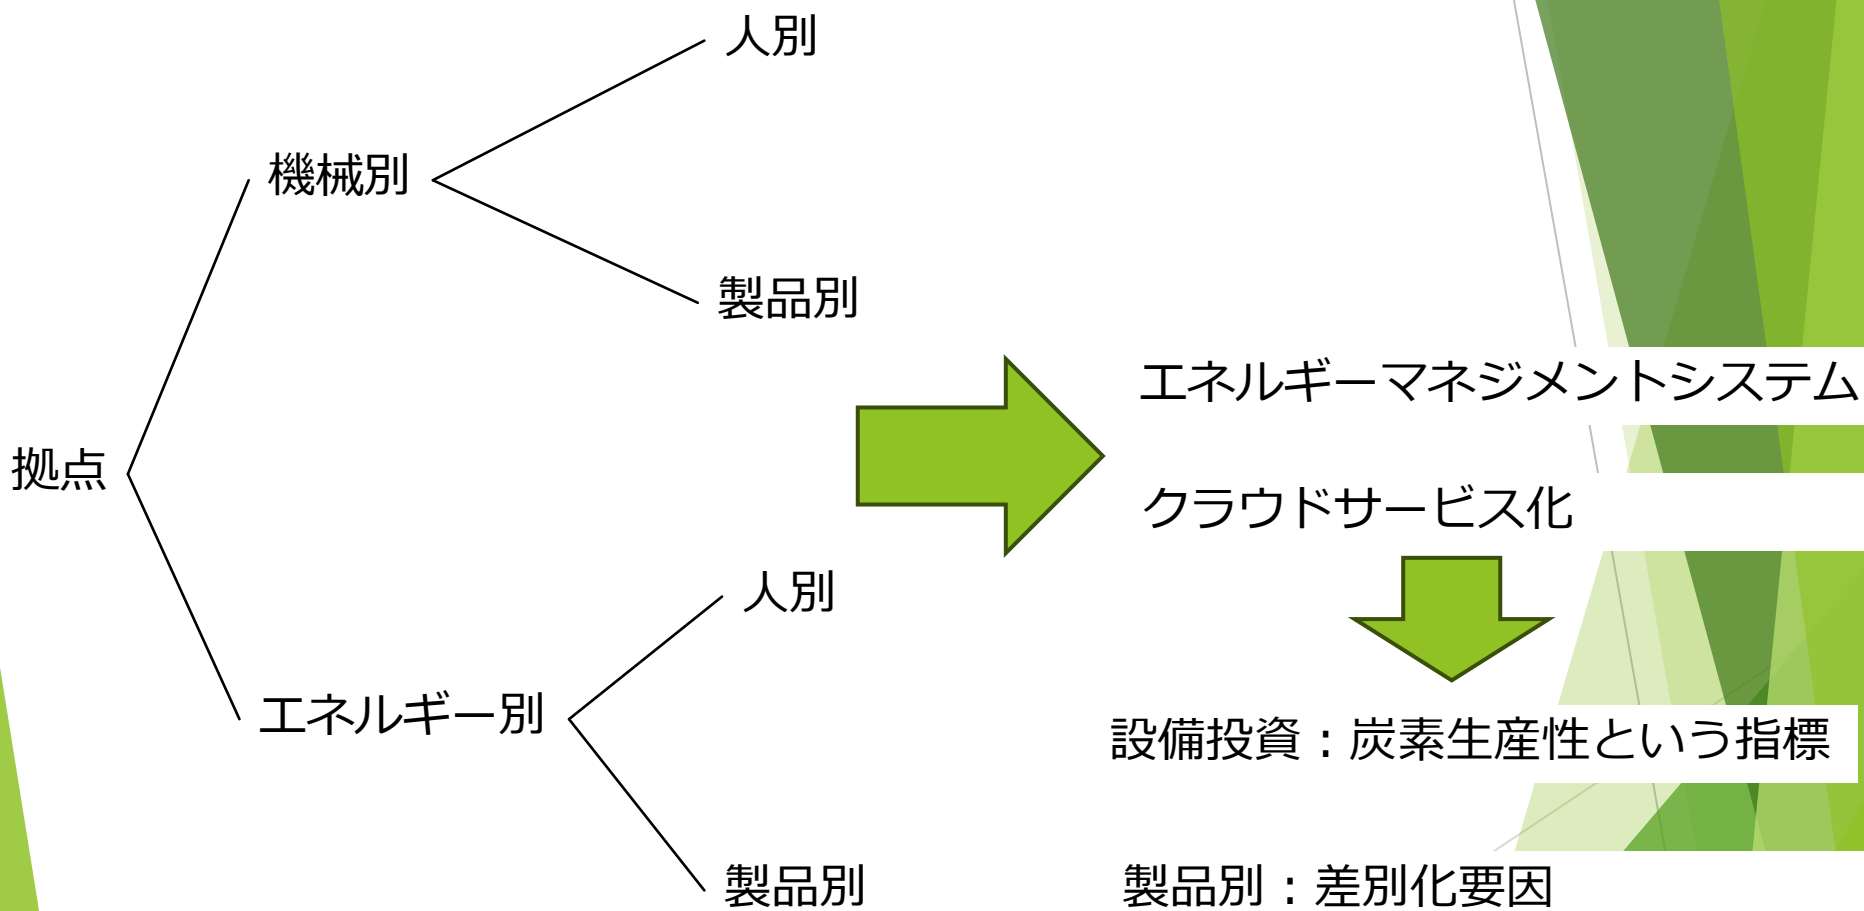 人別
機械別
製品別
エネルギーマネジメントシステム
拠点
クラウドサービス化
人別
エネルギー別
設備投資：炭素生産性という指標
製品別
製品別：差別化要因